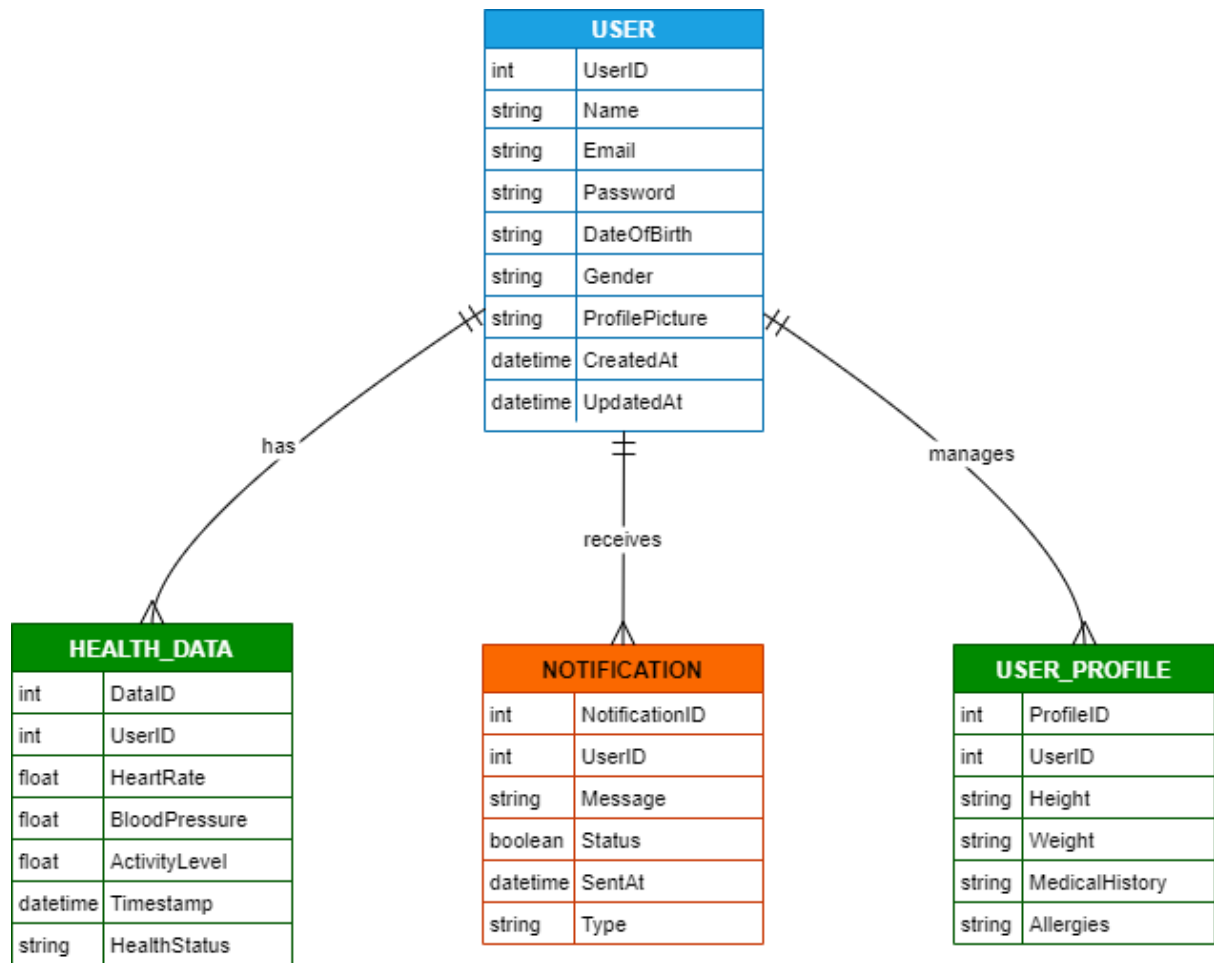 USER
int UserID
string Name
string Email
string Password
string DateOfBirth
string Gender
string ProfilePicture
datetime CreatedAt
datetime UpdatedAt
has
manages
receives
HEALTH_DATA
int DataID
int UserID
float HeartRate
float BloodPressure
float ActivityLevel
datetime Timestamp
string HealthStatus
NOTIFICATION
int NotificationID
int UserID
string Message
boolean Status
datetime SentAt
string Type
USER_PROFILE
int ProfileID
int UserID
string Height
string Weight
string MedicalHistory
string Allergies